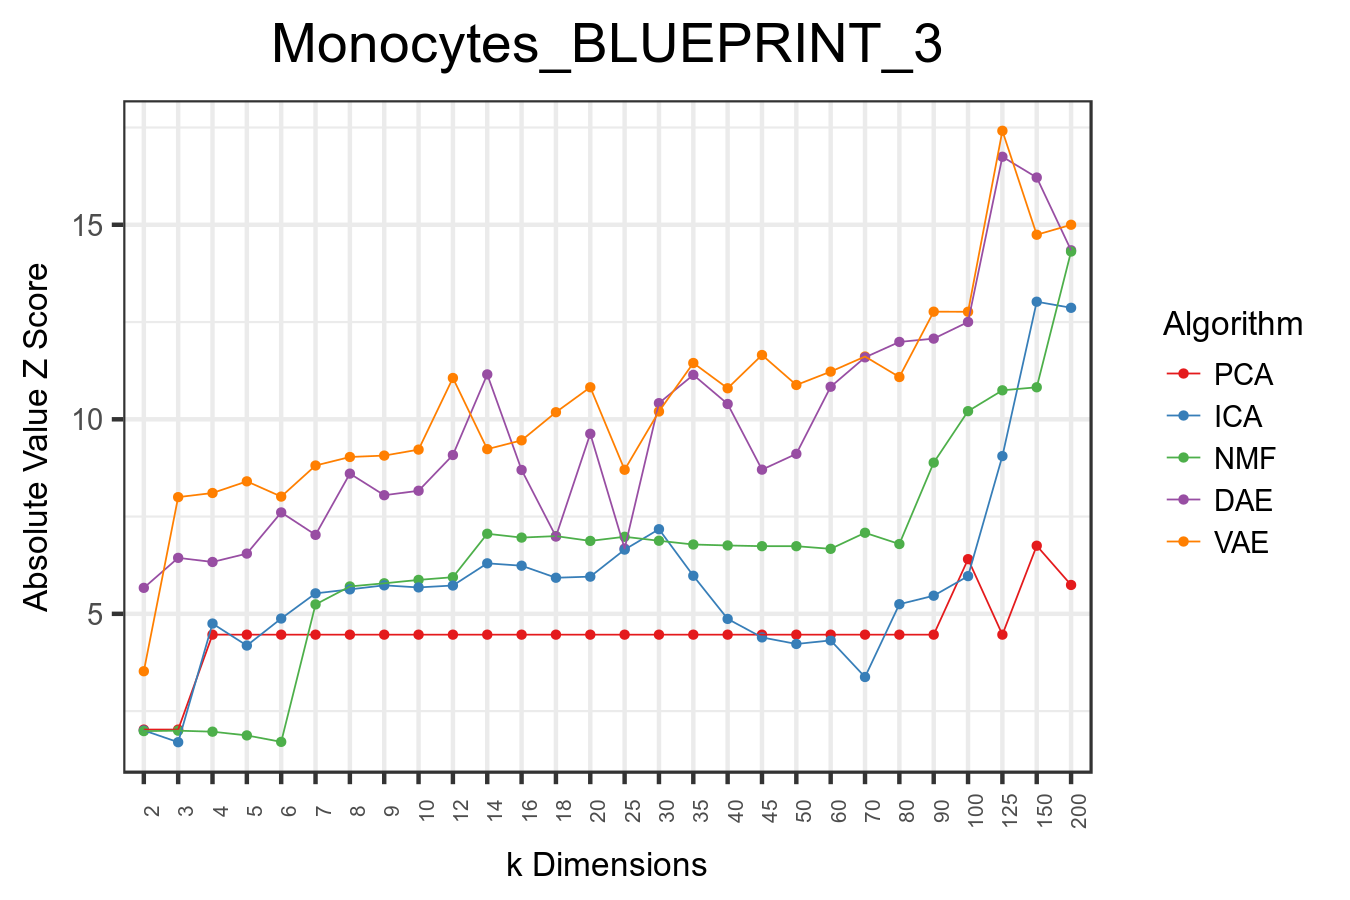 Monocytes_BLUEPRINT_3
Absolute Value Z Score
15
10
5
2 3 4 5 6 7 8 9 10 12 14 16 18 20 25 30 35 40 45 50 60 70 80 90 100 125 150 200
k Dimensions
Algorithm
PCA
ICA
NMF
DAE
VAE